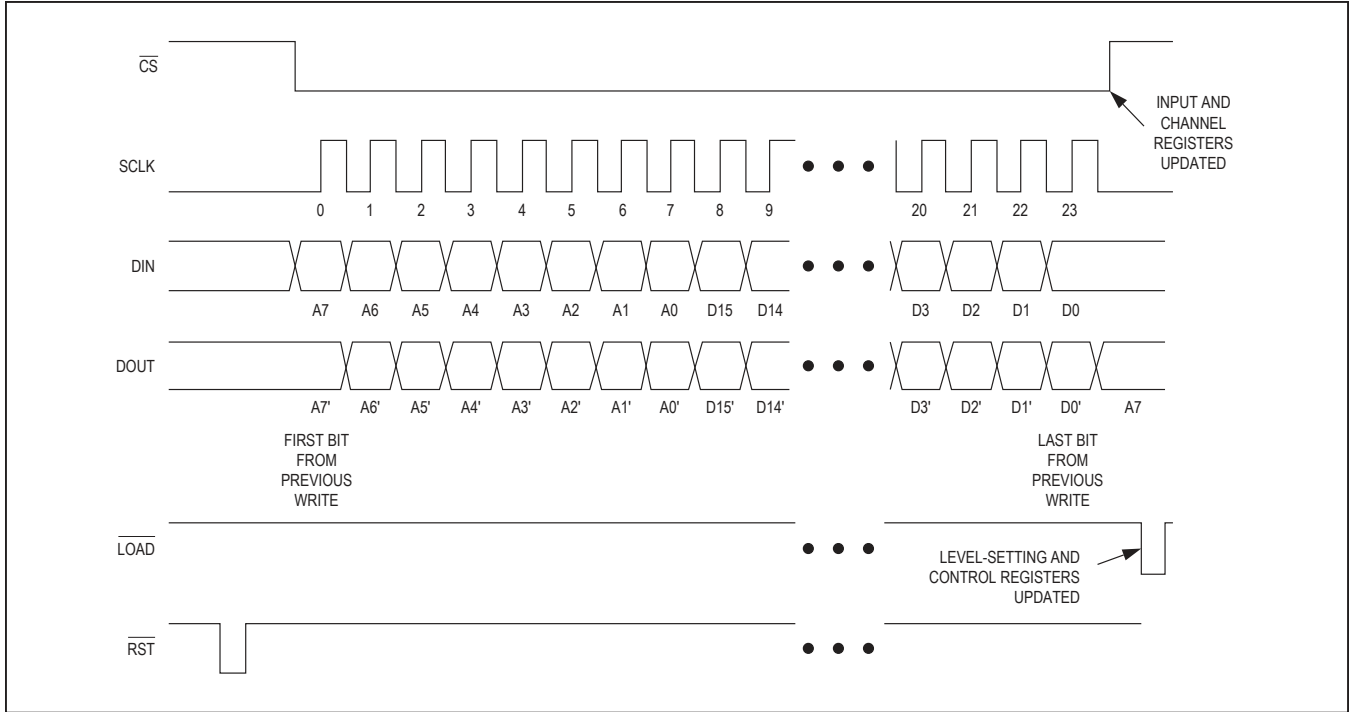 CS
INPUT AND
CHANNEL
REGISTERS
UPDATED
SCLK
0 1 2 3 4 5 6 7 8 9 20 21 22 23
DIN
A7 A6 A5 A4 A3 A2 A1 A0 D15 D14 D3 D2 D1 D0
DOUT
A7' A6' A5' A4' A3' A2' A1' A0' D15' D14' D3' D2' D1' D0' A7
FIRST BIT
FROM
PREVIOUS
WRITE
LAST BIT
FROM
PREVIOUS
WRITE
LOAD
LEVEL-SETTING AND
CONTROL REGISTERS
UPDATED
RST